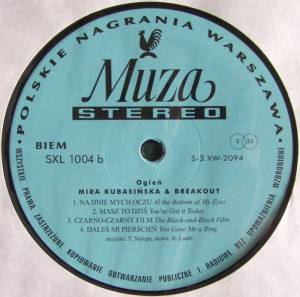 POLSKIE NAGRANIA WARSZAWA
Muza
STEREO
BIEM
SXL 1004 b
S 33
S-3 XW-2094
Ogień
MIRA KUBASIŃSKA & BREAKOUT
1. NA DNIE MYCH OCZU At the Bottom of My Eyes
2. MASZ TO DZIŚ You've Got it Today
3. CZARNO-CZARNY FILM The Black-and-Black Film
4. DAŁEŚ MI PIERŚCIEŃ You Gave Me a Ring
muzyka: T. Nalepa, słowa: B. Loebl
WSZYSTKIE PRAWA ZASTRZEŻONE. KOPIOWANIE ODTWARZANIE PUBLICZNE I RADIOWE BEZ UPOWAŻNIENIA WZBRONIONE